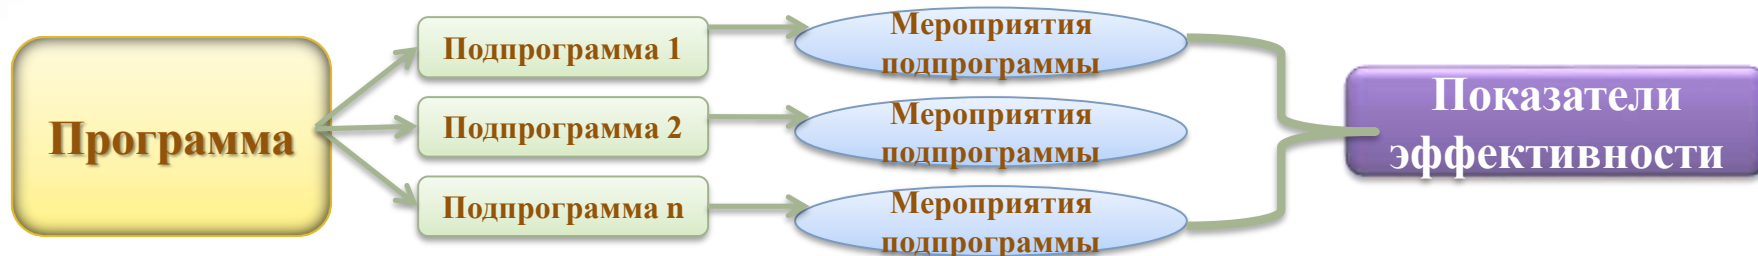 Программа
Подпрограмма 1
Подпрограмма 2
Подпрограмма n
Мероприятия
подпрограммы
Мероприятия
подпрограммы
Мероприятия
подпрограммы
Показатели
эффективности